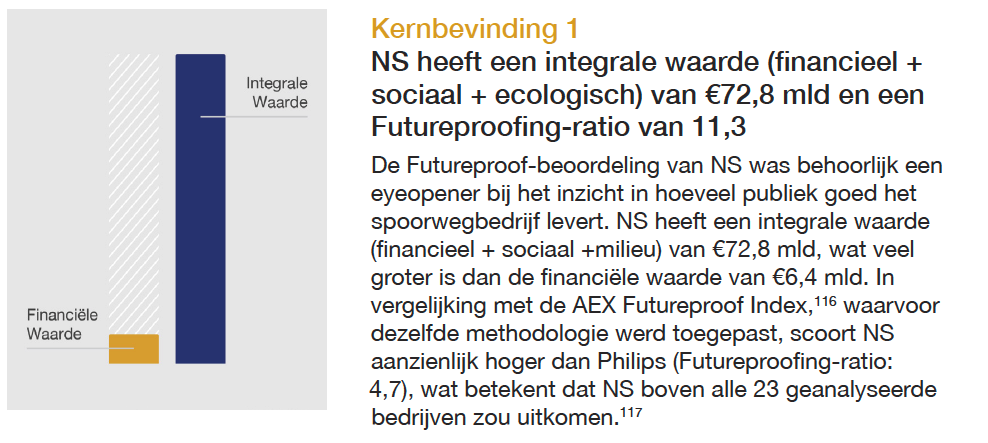 Integrale
Waarde
Financiële
Waarde
Kernbevinding 1
NS heeft een integrale waarde (financieel +
sociaal + ecologisch) van €72,8 mld en een
Futureproofing-ratio van 11,3
De Futureproof-beoordeling van NS was behoorlijk een
eyeopener bij het inzicht in hoeveel publiek goed het
spoorwegbedrijf levert. NS heeft een integrale waarde
(financieel + sociaal +milieu) van €72,8 mld, wat veel
groter is dan de financiële waarde van €6,4 mld. In
vergelijking met de AEX Futureproof Index,¹¹⁶ waarvoor
dezelfde methodologie werd toegepast, scoort NS
aanzienlijk hoger dan Philips (Futureproofing-ratio:
4,7), wat betekent dat NS boven alle 23 geanalyseerde
bedrijven zou uitkomen.¹¹⁷